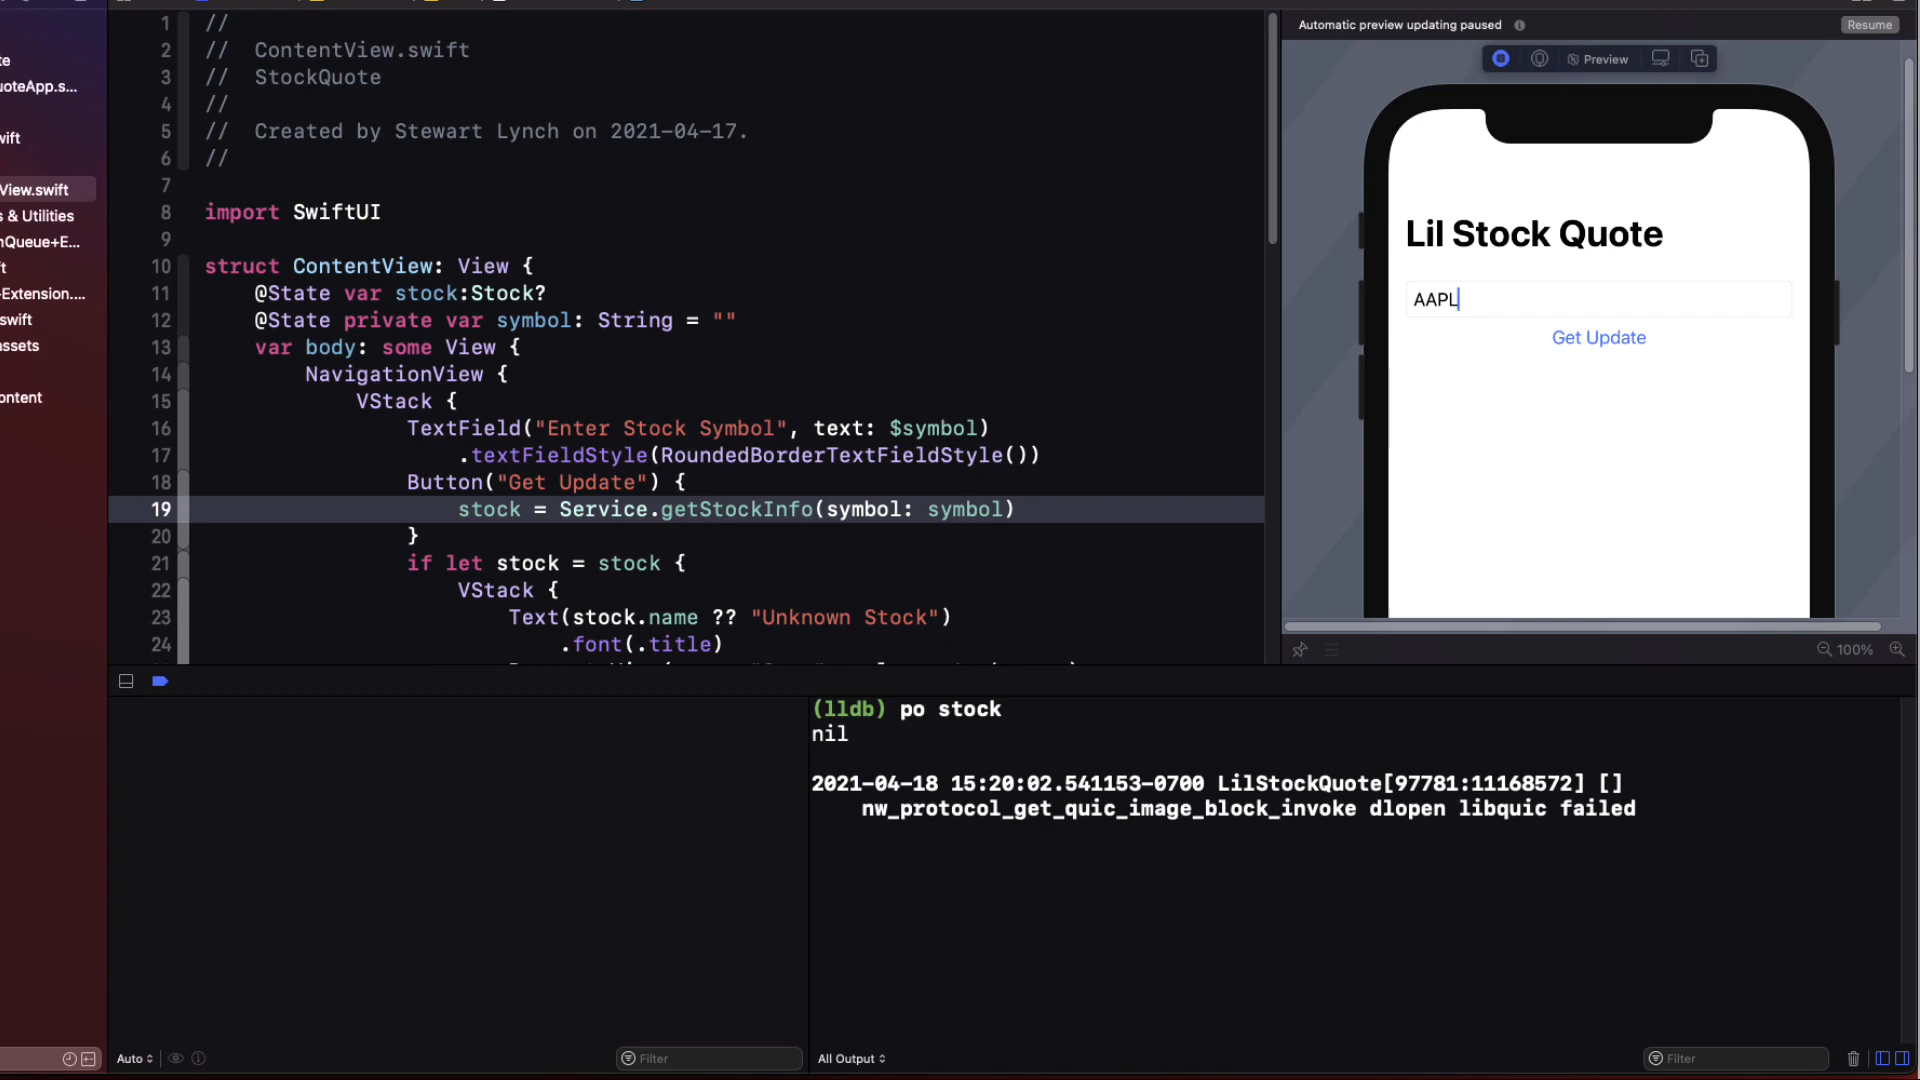 te
uoteApp.s...
wift
View.swift
s & Utilities
nQueue+E...
ft
-Extension....
swift
assets
ontent
1 //
2 // ContentView.swift
3 // StockQuote
4 //
5 // Created by Stewart Lynch on 2021-04-17.
6 //
7
8 import SwiftUI
9
10 struct ContentView: View {
11 @State var stock:Stock?
12 @State private var symbol: String = ""
13 var body: some View {
14 NavigationView {
15 VStack {
16 TextField("Enter Stock Symbol", text: $symbol)
17 .textFieldStyle(RoundedBorderTextFieldStyle())
18 Button("Get Update") {
19 stock = Service.getStockInfo(symbol: symbol)
20 }
21 if let stock = stock {
22 VStack {
23 Text(stock.name ?? "Unknown Stock")
24 .font(.title)
Automatic preview updating paused
Resume
Preview
Lil Stock Quote
AAPL
Get Update
100%
(lldb) po stock
nil
2021-04-18 15:20:02.541153-0700 LilStockQuote[97781:11168572] []
nw_protocol_get_quic_image_block_invoke dlopen libquic failed
Auto
Filter
All Output
Filter